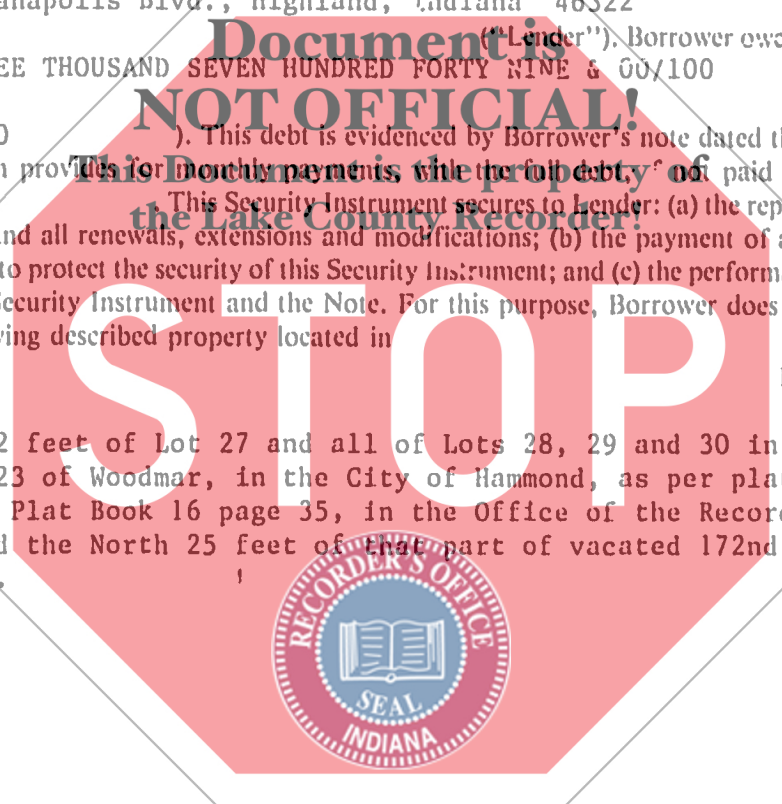 anapolis Blvd., Highland, Indiana 46322
Document is
("Lender"). Borrower owe
EE THOUSAND SEVEN HUNDRED FORTY NINE & 00/100
NOT OFFICIAL!
0 ). This debt is evidenced by Borrower's note dated th
h provides for monthly payments, with the full debt, if not paid
This Document is the property of
. This Security Instrument secures to Lender: (a) the rep
the Lake County Recorder!
nd all renewals, extensions and modifications; (b) the payment of a
to protect the security of this Security Instrument; and (c) the perform
Security Instrument and the Note. For this purpose, Borrower does
ving described property located in
STOP
2 feet of Lot 27 and all of Lots 28, 29 and 30 in
23 of Woodmar, in the City of Hammond, as per pla
Plat Book 16 page 35, in the Office of the Recor
d the North 25 feet of that part of vacated 172nd
RECORDER'S OFFICE
SEAL
INDIANA